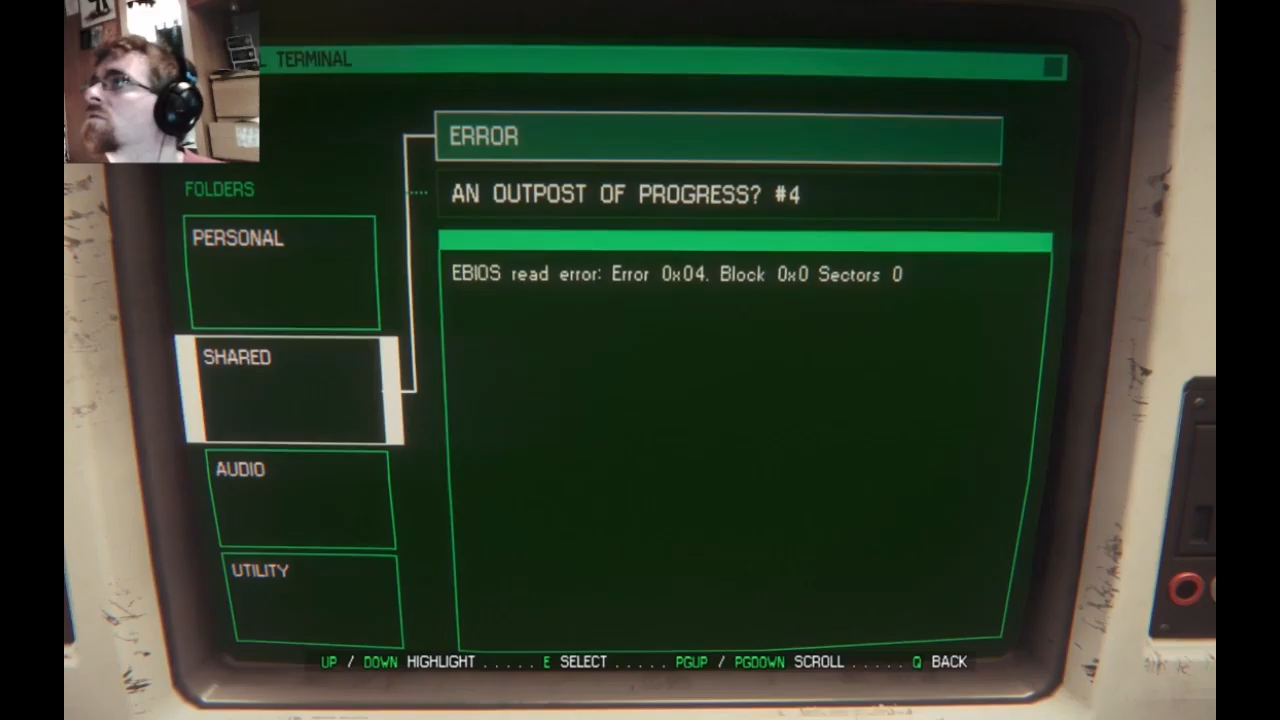 L TERMINAL
ERROR
AN OUTPOST OF PROGRESS? #4
FOLDERS
PERSONAL
SHARED
AUDIO
UTILITY
EBIOS read error: Error 0x04. Block 0x0 Sectors 0
UP / DOWN HIGHLIGHT ..... E SELECT ..... PGUP / PGDOWN SCROLL ..... Q BACK